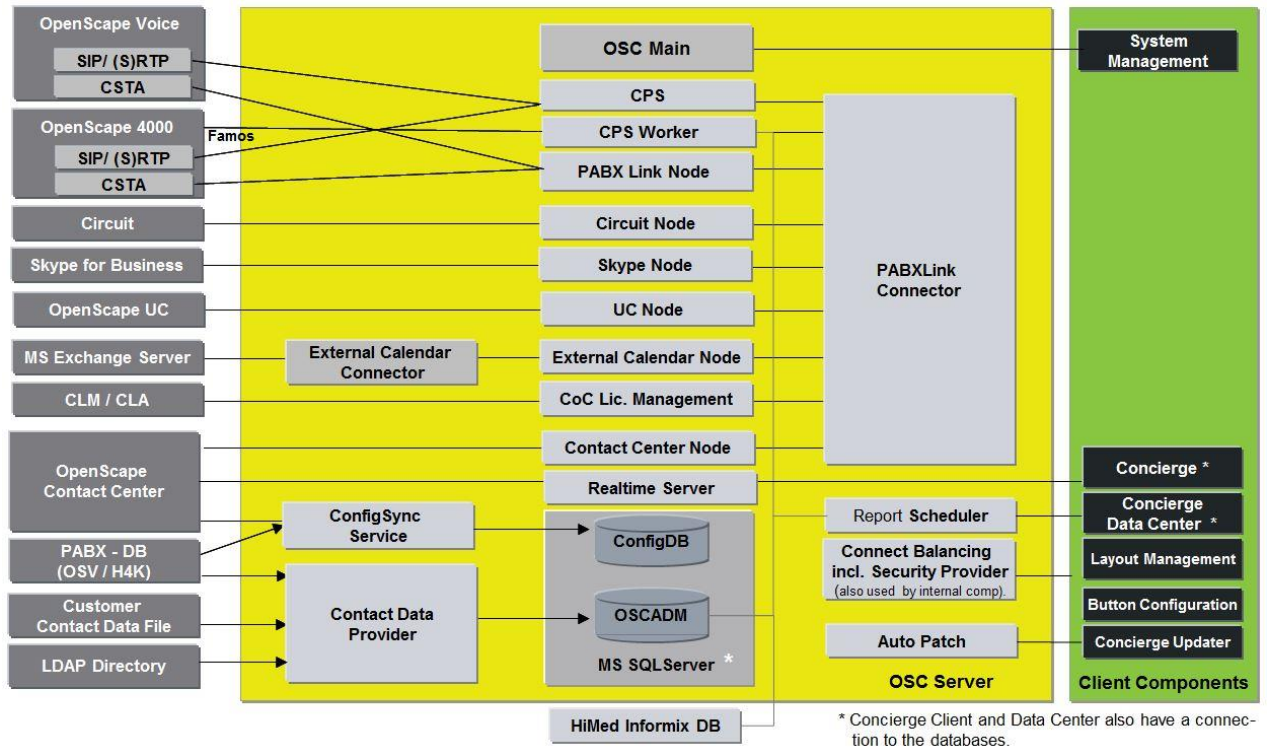 OpenScape Voice
SIP/ (S)RTP
CSTA
OpenScape 4000
Famos
SIP/ (S)RTP
CSTA
Circuit
Skype for Business
OpenScape UC
MS Exchange Server
CLM / CLA
OpenScape
Contact Center
PABX - DB
(OSV / H4K)
Customer
Contact Data File
LDAP Directory
External Calendar
Connector
ConfigSync
Service
Contact Data
Provider
OSC Main
CPS
CPS Worker
PABX Link Node
Circuit Node
Skype Node
UC Node
External Calendar Node
CoC Lic. Management
Contact Center Node
Realtime Server
ConfigDB
OSCADM
MS SQLServer *
HiMed Informix DB
PABXLink
Connector
Report Scheduler
Connect Balancing
incl. Security Provider
(also used by internal comp).
Auto Patch
OSC Server
System
Management
Concierge *
Concierge
Data Center *
Layout Management
Button Configuration
Concierge Updater
Client Components
* Concierge Client and Data Center also have a connec-
tion to the databases.